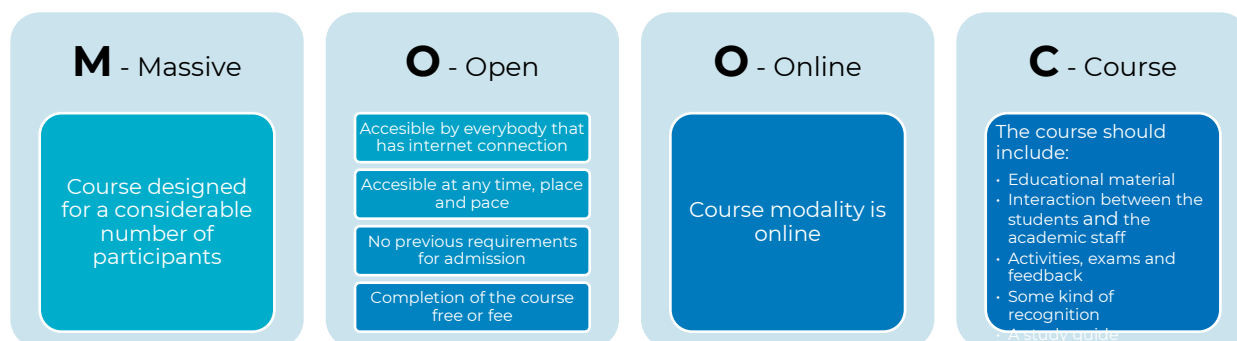 M - Massive
Course designed
for a considerable
number of
participants
O - Open
Accesible by everybody that
has internet connection
Accesible at any time, place
and pace
No previous requirements
for admission
Completion of the course
free or fee
O - Online
Course modality is
online
C - Course
The course should
include:
• Educational material
• Interaction between the
students and the
academic staff
• Activities, exams and
feedback
• Some kind of
recognition
• A study guide